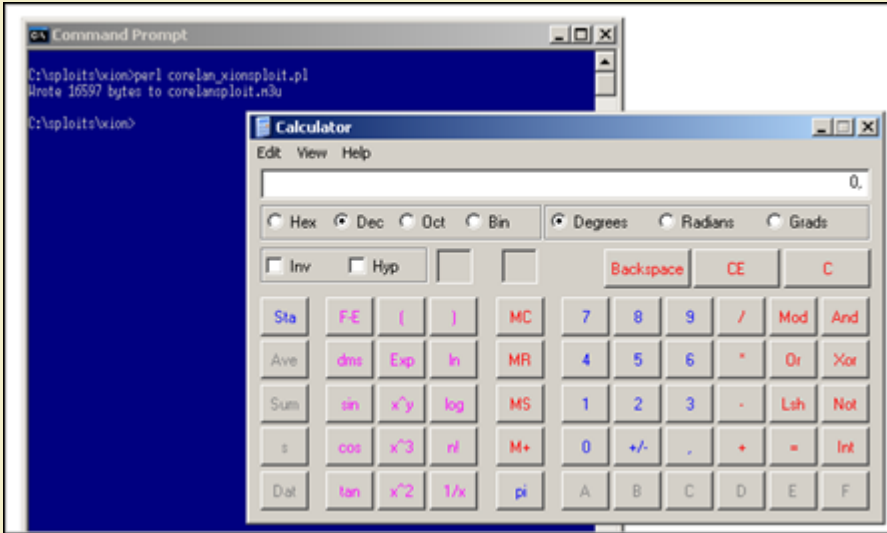 Command Prompt
C:\sploits\xion>perl corelan_xionsploit.pl
Wrote 16597 bytes to corelansploit.m3u
C:\sploits\xion>
Calculator
Edit View Help
0,
Hex Dec Oct Bin Degrees Radians Grads
Inv Hyp Backspace CE C
Sta F-E ( ) MC 7 8 9 / Mod And
Ave dms Exp ln MR 4 5 6 * Or Xor
Sum sin x^y log MS 1 2 3 - Lsh Not
s cos x^3 n! M+ 0 +/- , + = Int
Dat tan x^2 1/x pi A B C D E F